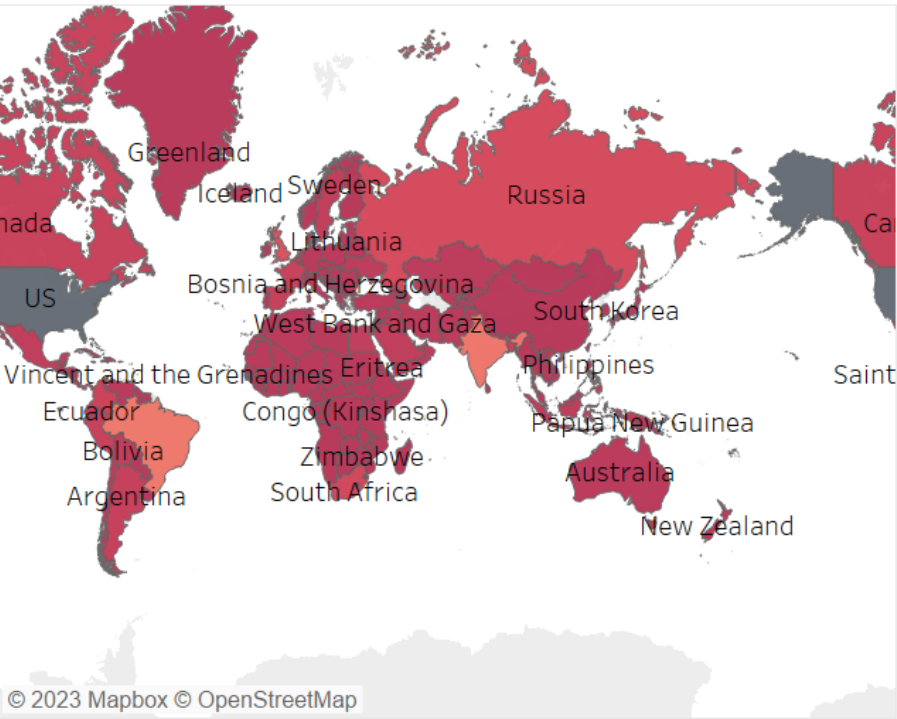 Greenland
Iceland
Sweden
Russia
nada
Ca
Lithuania
Bosnia and Herzegovina
US
South Korea
West Bank and Gaza
Philippines
Vincent and the Grenadines
Eritrea
Saint
Ecuador
Congo (Kinshasa)
Papua New Guinea
Bolivia
Zimbabwe
Australia
Argentina
South Africa
New Zealand
© 2023 Mapbox © OpenStreetMap